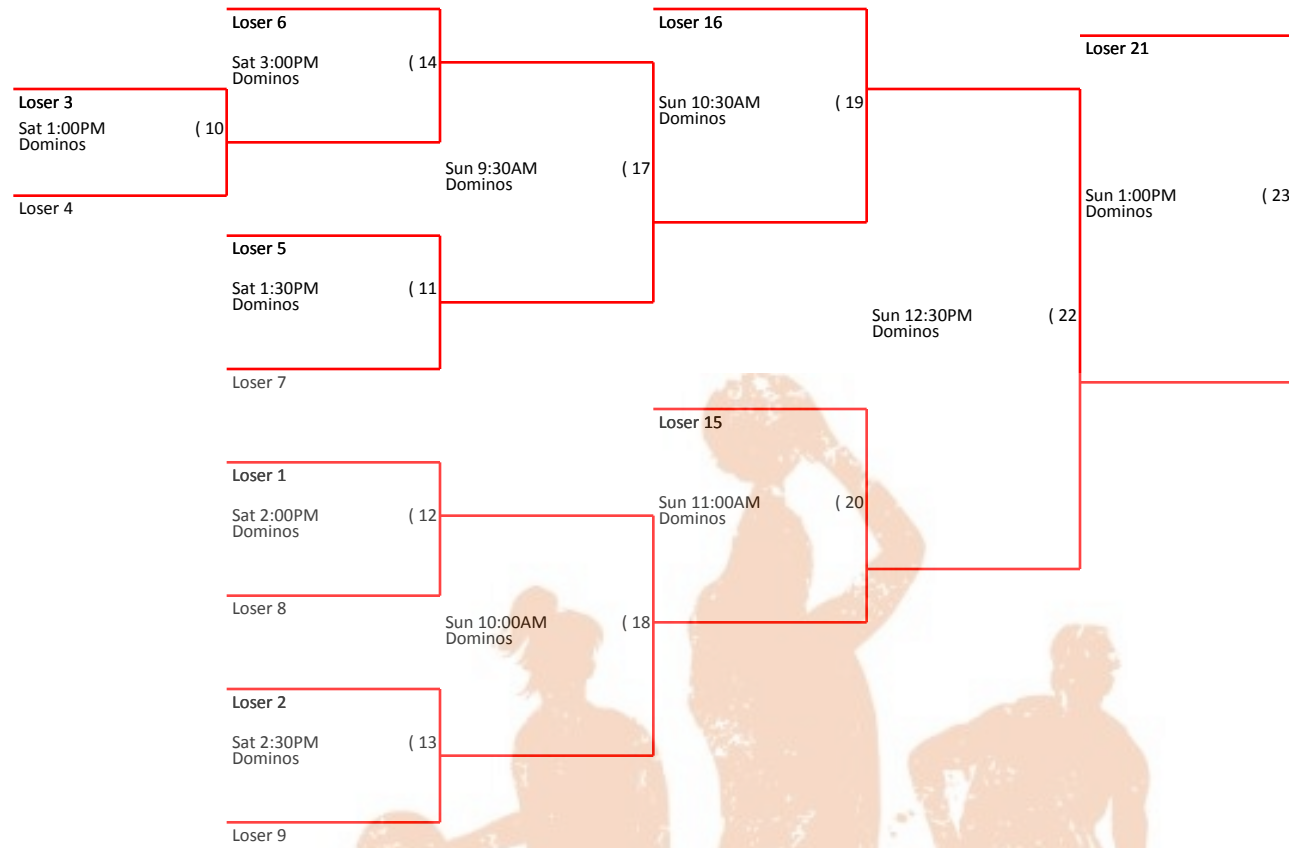 Loser 6
Sat 3:00PM
Dominos
( 14
Loser 3
Sat 1:00PM
Dominos
( 10
Loser 4
Loser 5
Sat 1:30PM
Dominos
( 11
Loser 7
Sun 9:30AM
Dominos
( 17
Loser 16
Sun 10:30AM
Dominos
( 19
Loser 21
Sun 1:00PM
Dominos
( 23
Sun 12:30PM
Dominos
( 22
Loser 15
Sun 11:00AM
Dominos
( 20
Loser 1
Sat 2:00PM
Dominos
( 12
Loser 8
Sun 10:00AM
Dominos
( 18
Loser 2
Sat 2:30PM
Dominos
( 13
Loser 9